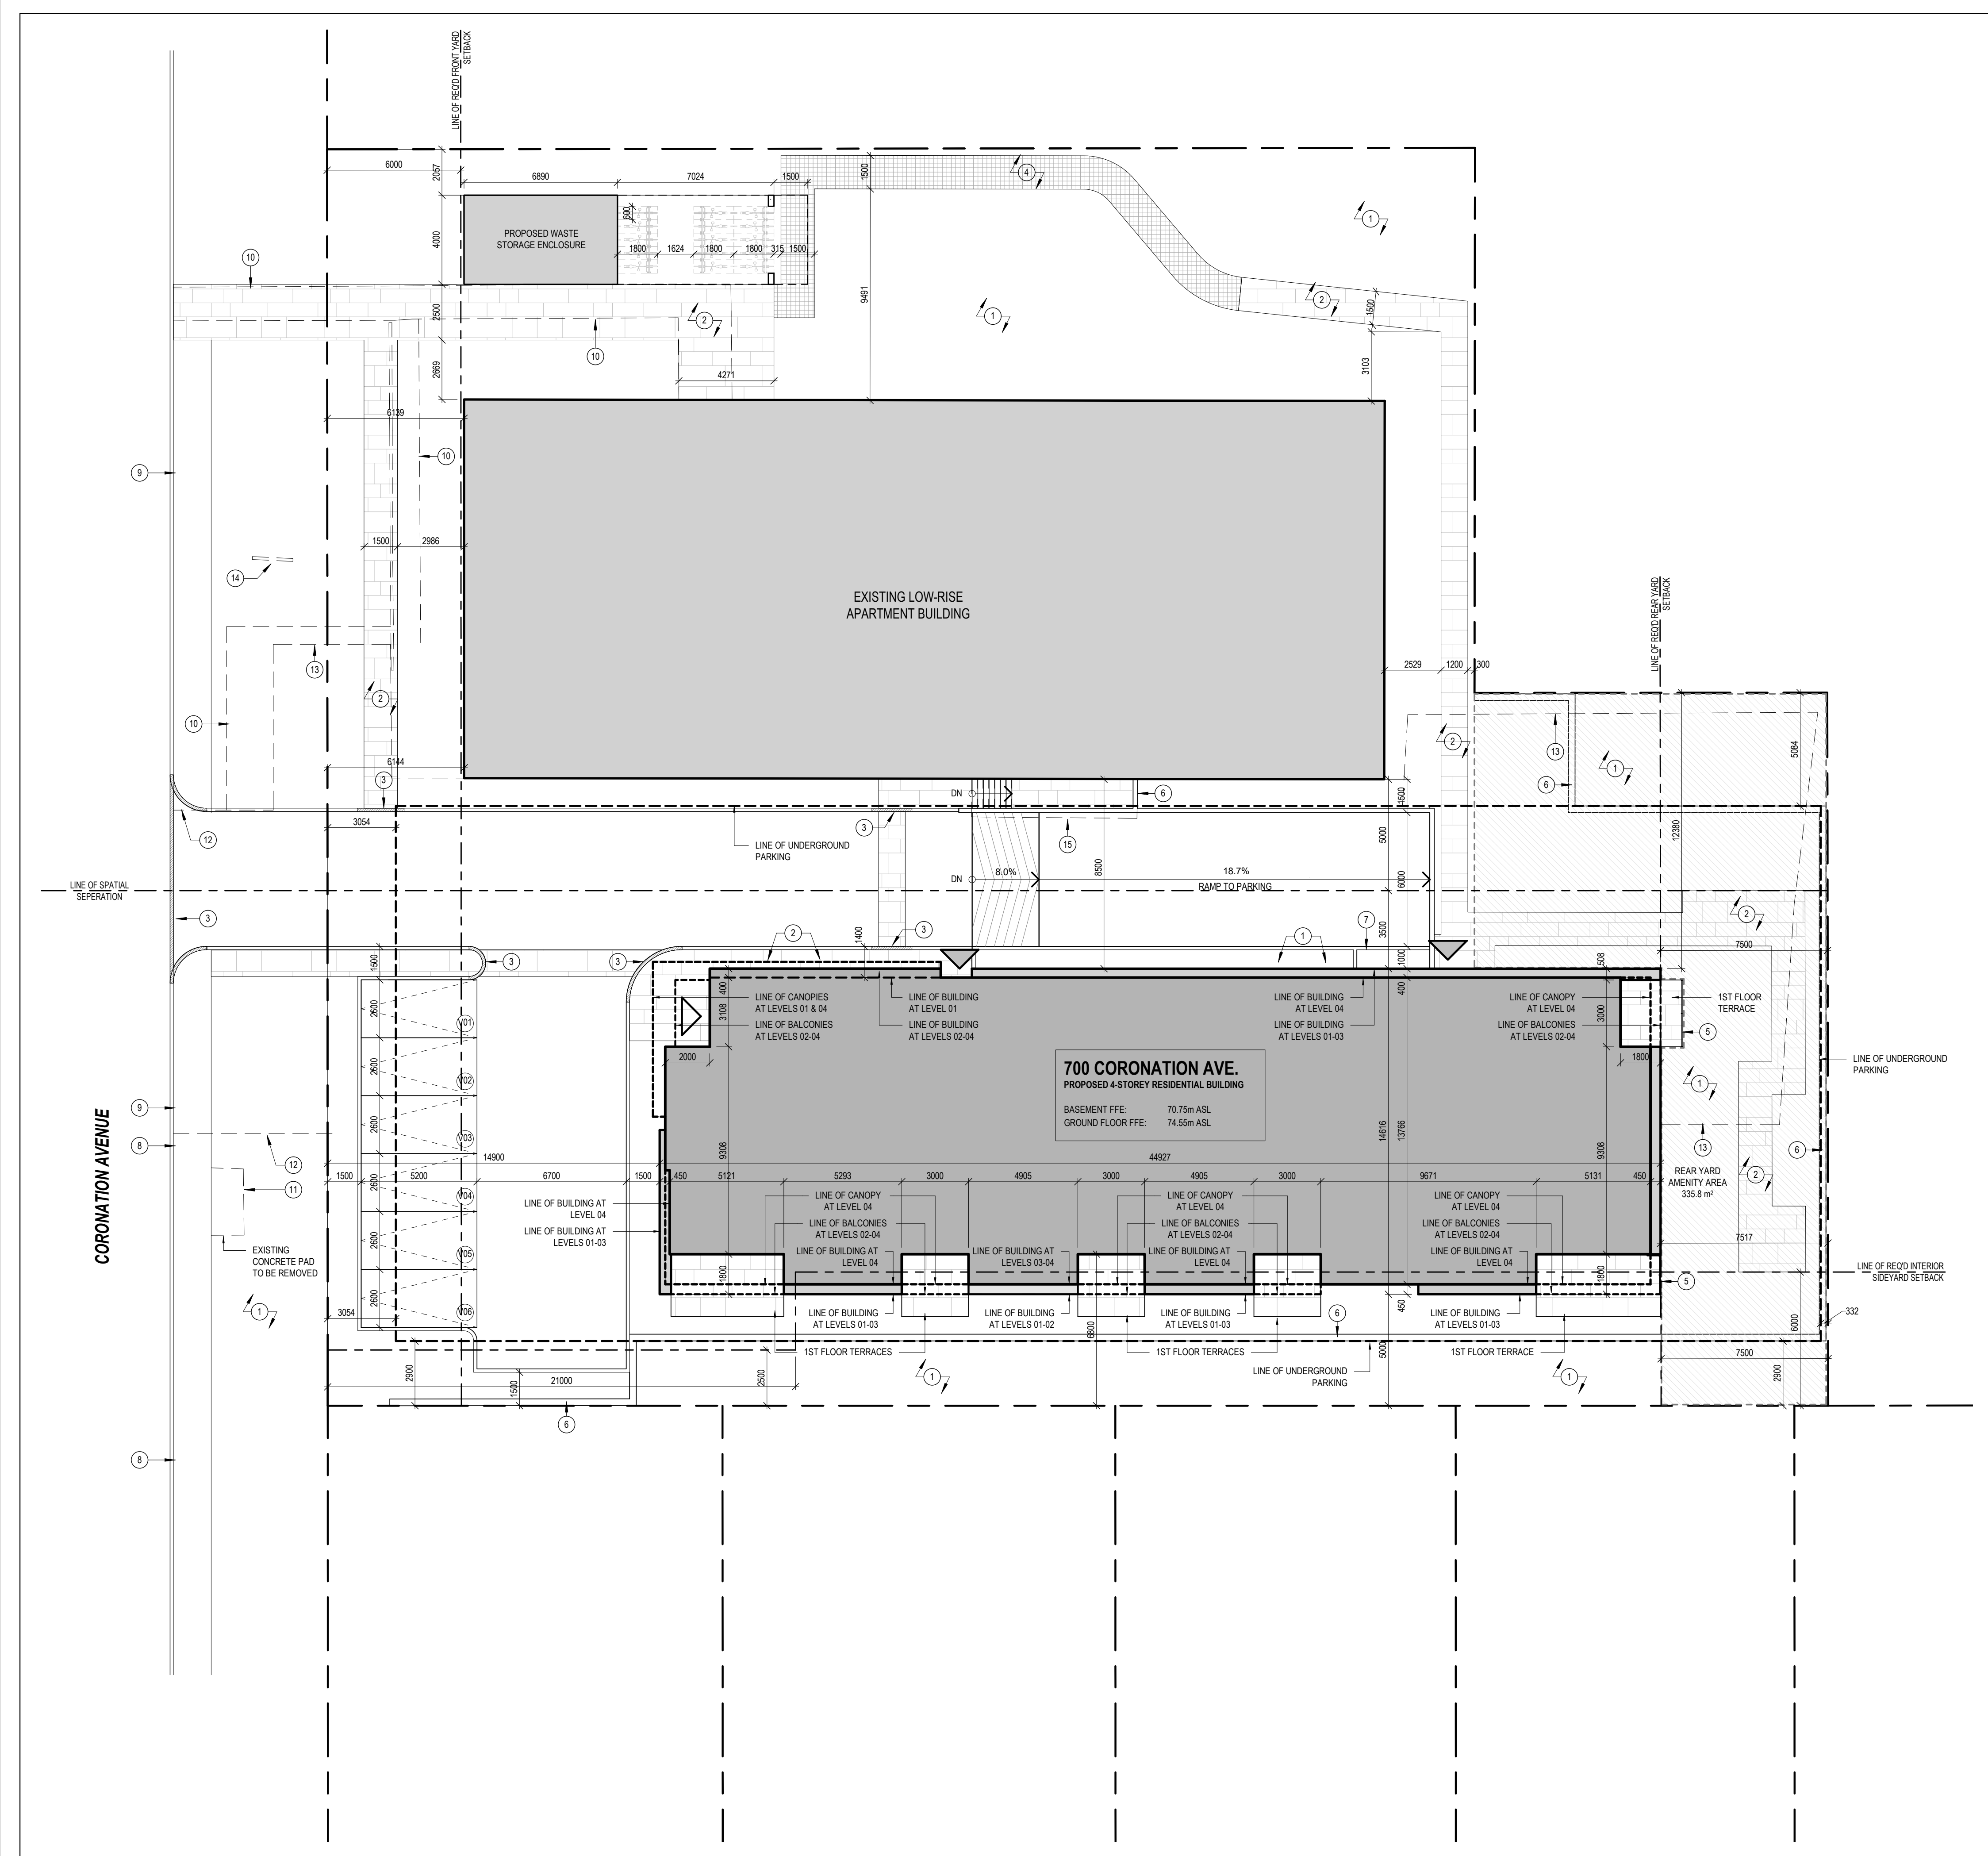 LINE OF REQ'D FRONT YARD
SETBACK
6000
2057
6890
7024
1500
1500
4
1
PROPOSED WASTE
STORAGE ENCLOSURE
600
4000
1800
1624
1800
1800
315
1500
10
9491
2
1500
2500
2
1
10
2669
4271
3103
6139
9
10
1500
2986
14
EXISTING LOW-RISE
APARTMENT BUILDING
LINE OF REQ'D REAR YARD
SETBACK
13
2529
1200
300
2
10
2
13
5084
1
6144
3
6
DN
6
1500
3054
12
3
15
12380
LINE OF UNDERGROUND
PARKING
5000
8500
8.0%
18.7%
DN
6000
RAMP TO PARKING
LINE OF SPATIAL
SEPERATION
3
2
7
2
3
1
3500
1400
7500
1500
3
3
1000
508
400
400
LINE OF CANOPIES
AT LEVELS 01 & 04
LINE OF BUILDING
AT LEVEL 01
LINE OF BUILDING
AT LEVEL 04
LINE OF CANOPY
AT LEVEL 04
1ST FLOOR
TERRACE
3108
3000
2600
V01
LINE OF BALCONIES
AT LEVELS 02-04
LINE OF BUILDING
AT LEVELS 02-04
LINE OF BUILDING
AT LEVELS 01-03
LINE OF BALCONIES
AT LEVELS 02-04
5
2000
1800
700 CORONATION AVE.
PROPOSED 4-STOREY RESIDENTIAL BUILDING
BASEMENT FFE: 70.75m ASL
GROUND FLOOR FFE: 74.55m ASL
LINE OF UNDERGROUND
PARKING
2600
V02
1
9
CORONATION AVENUE
2600
V03
8
12
13
9308
14616
13766
9308
6
14900
44927
1500
5200
6700
1500
450
5121
5293
3000
4905
3000
4905
3000
9671
5131
450
REAR YARD
AMENITY AREA
335.8 m²
2
11
2600
V04
LINE OF BUILDING AT
LEVEL 04
LINE OF CANOPY
AT LEVEL 04
LINE OF CANOPY
AT LEVEL 04
LINE OF CANOPY
AT LEVEL 04
LINE OF BUILDING AT
LEVELS 01-03
LINE OF BALCONIES
AT LEVELS 02-04
LINE OF BALCONIES
AT LEVELS 02-04
LINE OF BALCONIES
AT LEVELS 02-04
7517
2600
V05
EXISTING
CONCRETE PAD
TO BE REMOVED
LINE OF BUILDING AT
LEVEL 04
LINE OF BUILDING AT
LEVELS 03-04
LINE OF BUILDING AT
LEVEL 04
LINE OF BUILDING AT
LEVEL 04
LINE OF REQ'D INTERIOR
SIDEYARD SETBACK
1800
1800
5
2600
V06
1
3054
LINE OF BUILDING
AT LEVELS 01-03
LINE OF BUILDING
AT LEVELS 01-02
LINE OF BUILDING
AT LEVELS 01-03
450
LINE OF BUILDING
AT LEVELS 01-03
6
332
6800
5000
6000
1ST FLOOR TERRACES
1ST FLOOR TERRACES
1ST FLOOR TERRACE
7500
2900
21000
1500
2500
1
LINE OF UNDERGROUND
PARKING
1
2900
6
8